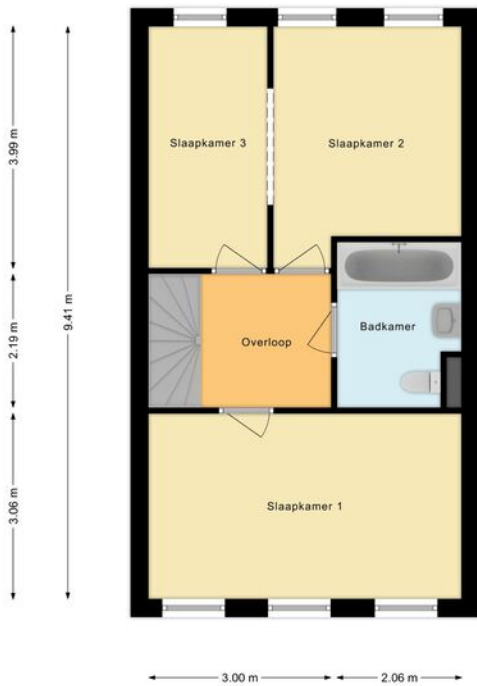 Slaapkamer 3
Slaapkamer 2
3.99 m
9.41 m
2.19 m
Overloop
Badkamer
3.06 m
Slaapkamer 1
3.00 m
2.06 m